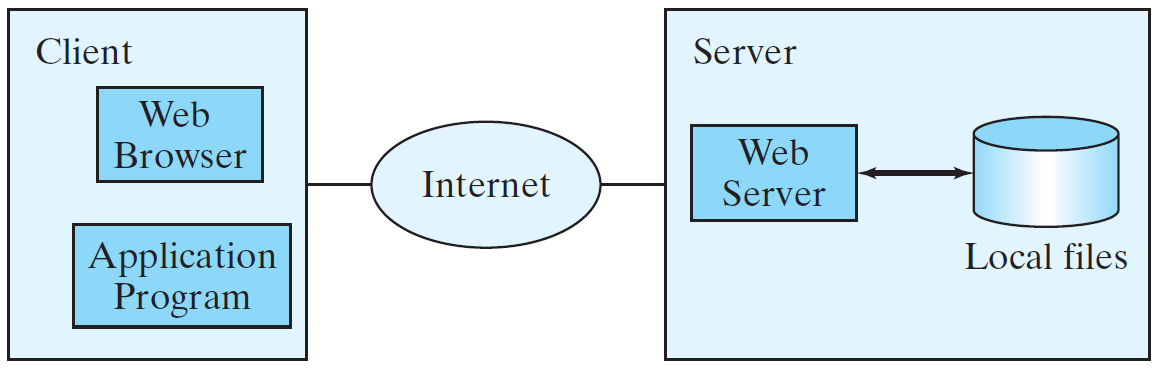 Client
Web
Browser
Application
Program
Internet
Server
Web
Server
Local files